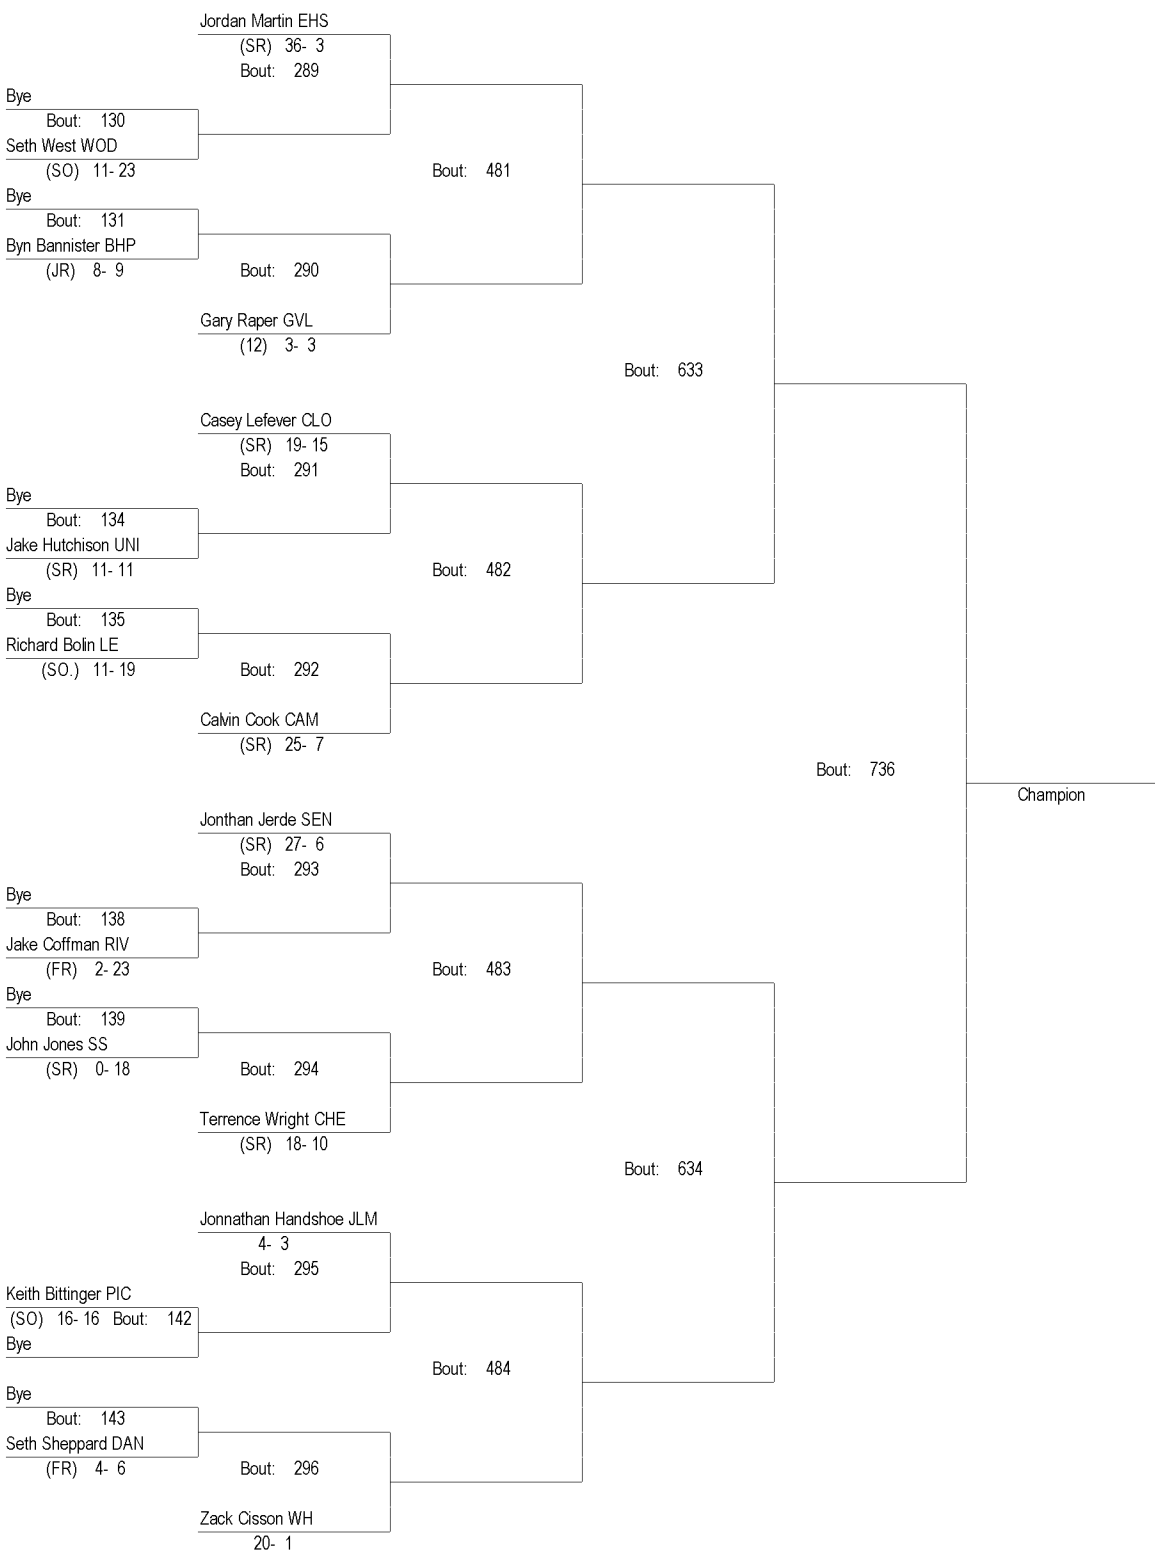 Jordan Martin EHS
(SR) 36- 3
Bout: 289
Bye
Bout: 130
Seth West WOD
(SO) 11- 23
Bout: 481
Bye
Bout: 131
Byn Bannister BHP
(JR) 8- 9
Bout: 290
Gary Raper GVL
(12) 3- 3
Bout: 633
Casey Lefever CLO
(SR) 19- 15
Bout: 291
Bye
Bout: 134
Jake Hutchison UNI
(SR) 11- 11
Bout: 482
Bye
Bout: 135
Richard Bolin LE
(SO.) 11- 19
Bout: 292
Calvin Cook CAM
(SR) 25- 7
Bout: 736
Champion
Jonthan Jerde SEN
(SR) 27- 6
Bout: 293
Bye
Bout: 138
Jake Coffman RIV
(FR) 2- 23
Bout: 483
Bye
Bout: 139
John Jones SS
(SR) 0- 18
Bout: 294
Terrence Wright CHE
(SR) 18- 10
Bout: 634
Jonnathan Handshoe JLM
4- 3
Bout: 295
Keith Bittinger PIC
(SO) 16- 16 Bout: 142
Bye
Bout: 484
Bye
Bout: 143
Seth Sheppard DAN
(FR) 4- 6
Bout: 296
Zack Cisson WH
20- 1